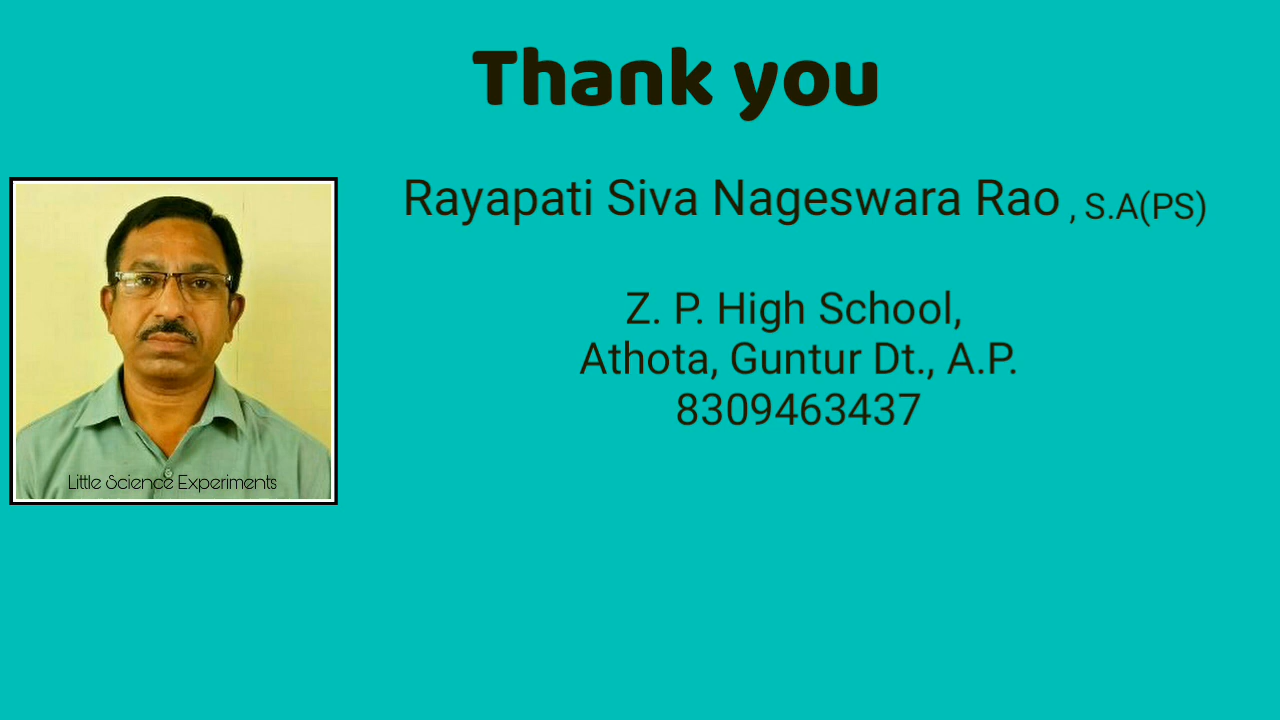 Thank you
Rayapati Siva Nageswara Rao , S.A(PS)
Z. P. High School,
Athota, Guntur Dt., A.P.
8309463437
Little Science Experiments